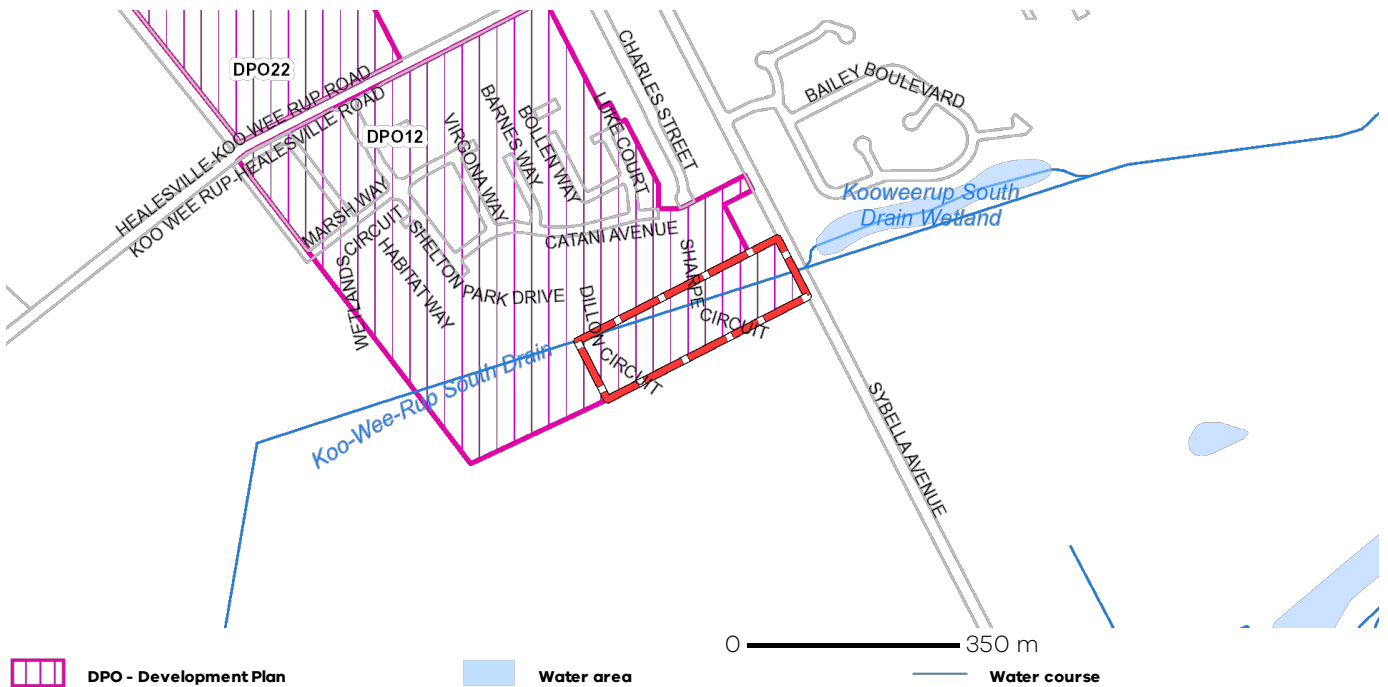 DPO22
HEALESVILLE-KOO WEE RUP ROAD
KOO WEE RUP-HEALESVILLE ROAD
DPO12
CHARLES STREET
BAILEY BOULEVARD
LUKE COURT
BOLLEN WAY
BARNES WAY
VIRGONA WAY
MARSH WAY
WETLANDS CIRCUIT
HABITAT WAY
SHELTON PARK DRIVE
CATANI AVENUE
SHARPE CIRCUIT
DILLON CIRCUIT
Kooweerup South
Drain Wetland
Koo-Wee-Rup South Drain
SYBELLA AVENUE
0 350 m
DPO - Development Plan
Water area
Water course